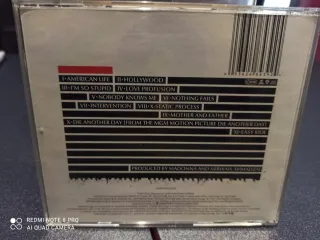 I-AMERICAN LIFE II-HOLLYWOOD
III-I'M SO STUPID IV-LOVE PROFUSION
V-NOBODY KNOWS ME VI-NOTHING FAILS
VII-INTERVENTION VIII-X-STATIC PROCESS
IX-MOTHER AND FATHER
X-DIE ANOTHER DAY (FROM THE MGM MOTION PICTURE DIE ANOTHER DAY)
XI-EASY RIDE
PRODUCED BY MADONNA AND MIRWAIS AHMADZAÏ
REDMI NOTE 8 PRO
AI QUAD CAMERA